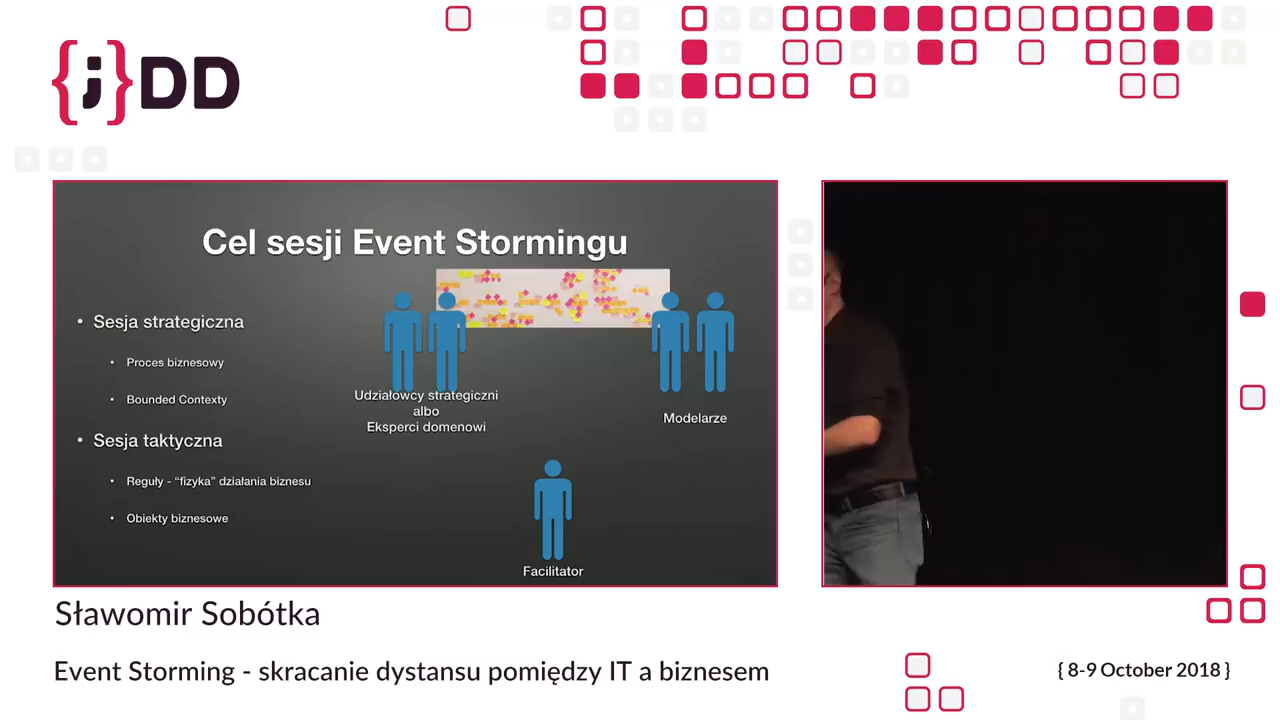 {j}DD
Cel sesji Event Stormingu
• Sesja strategiczna
• Proces biznesowy
• Bounded Contexty
• Sesja taktyczna
• Reguły - “fizyka” działania biznesu
• Obiekty biznesowe
Udziałowcy strategiczni
albo
Eksperci domenowi
Modelarze
Facilitator
Sławomir Sobótka
Event Storming - skracanie dystansu pomiędzy IT a biznesem
{ 8-9 October 2018 }